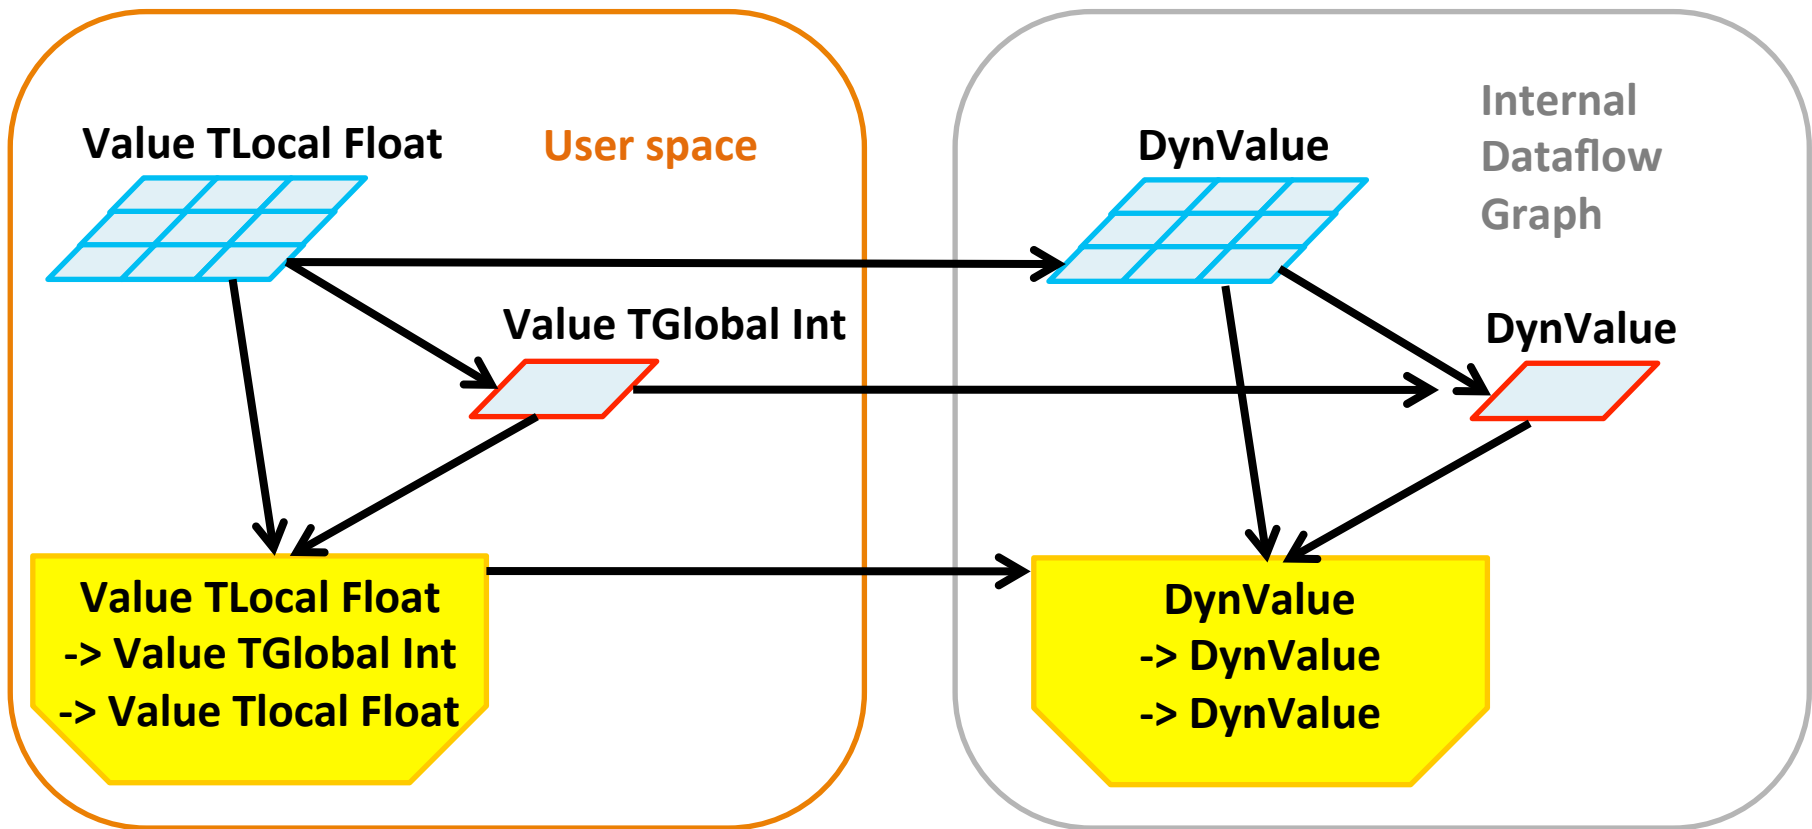 Value TLocal Float
User space
Value TGlobal Int
Value TLocal Float
-> Value TGlobal Int
-> Value Tlocal Float
DynValue
Internal
Dataflow
Graph
DynValue
DynValue
-> DynValue
-> DynValue